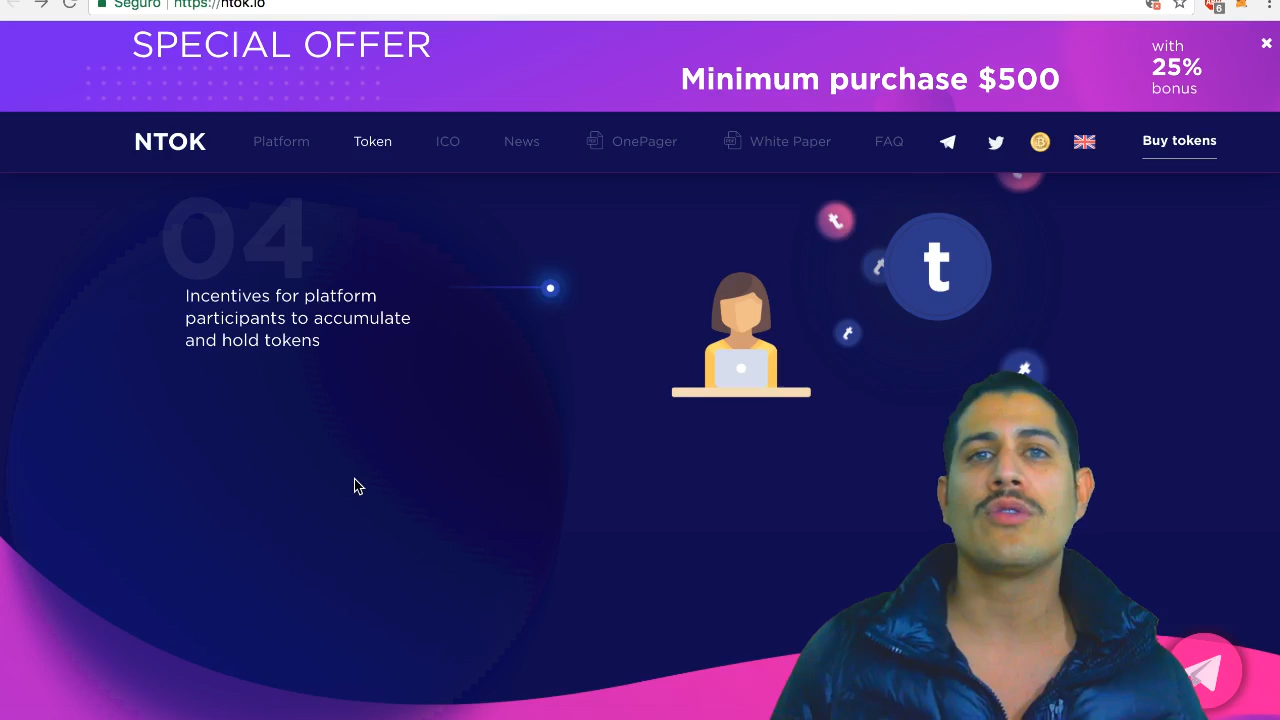 Seguro | https://ntok.io
6
SPECIAL OFFER
Minimum purchase $500
with
25%
bonus
NTOK
Platform
Token
ICO
News
OnePager
White Paper
FAQ
Buy tokens
04
Incentives for platform
participants to accumulate
and hold tokens
t
t
t
t